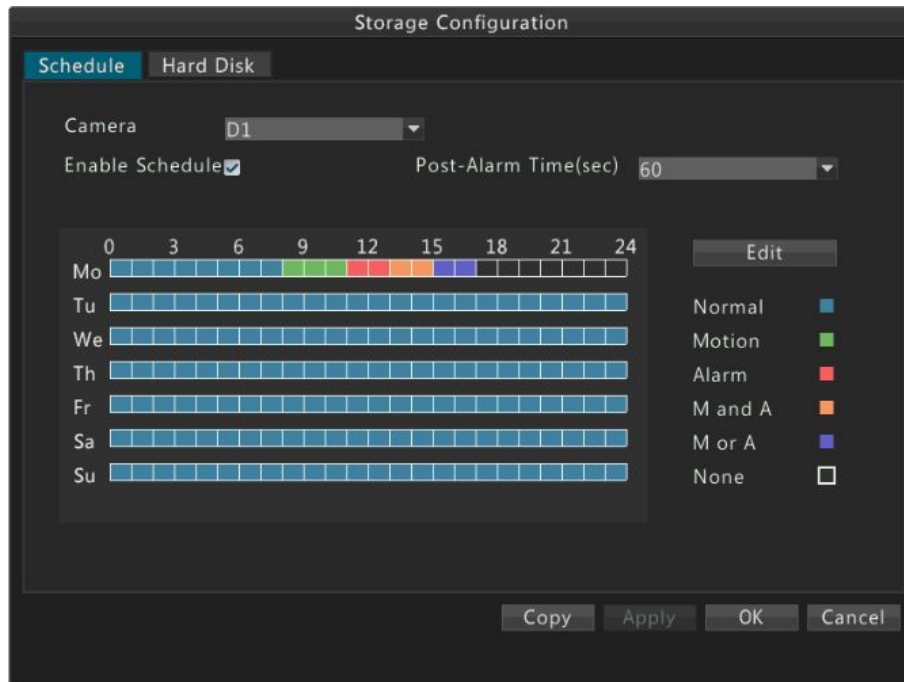 Storage Configuration
Schedule Hard Disk
Camera D1
Enable Schedule Post-Alarm Time(sec) 60
0 3 6 9 12 15 18 21 24
Edit
Mo
Tu Normal
We Motion
Th Alarm
Fr M and A
Sa M or A
Su None
Copy Apply OK Cancel